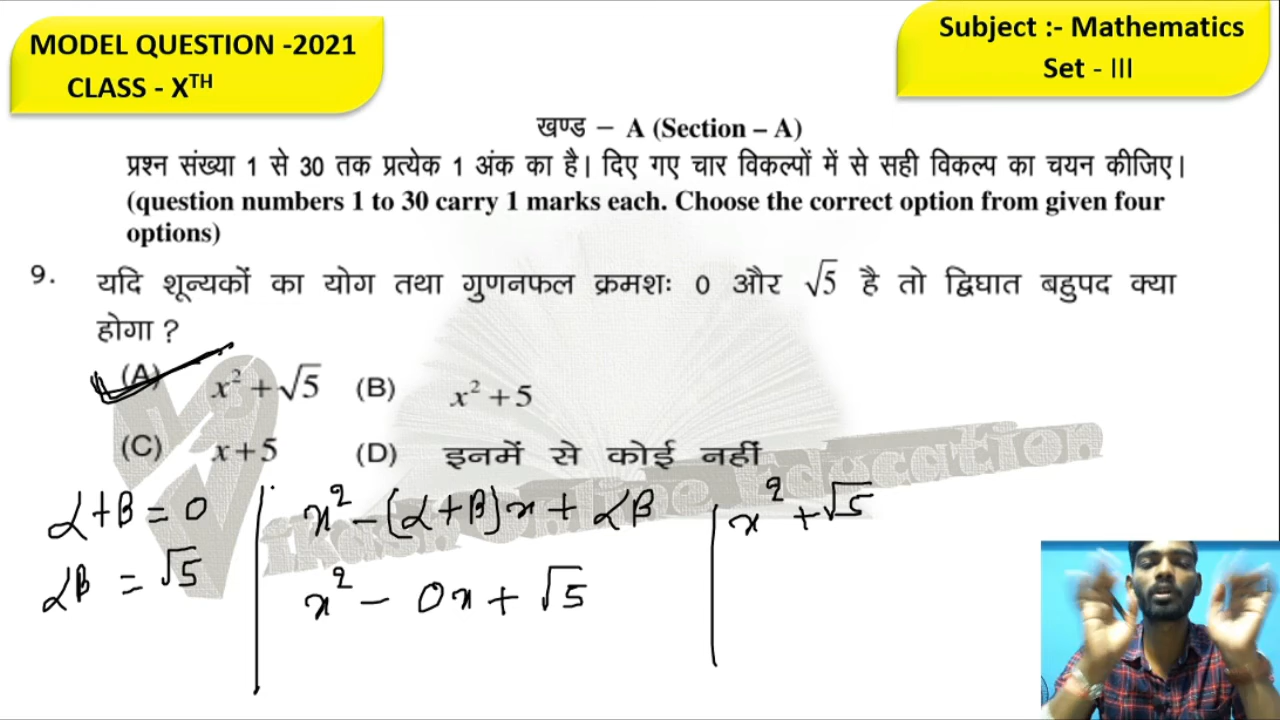 MODEL QUESTION -2021
CLASS - Xᵀᴴ
Subject :- Mathematics
Set - III
खण्ड – A (Section – A)
प्रश्न संख्या 1 से 30 तक प्रत्येक 1 अंक का है। दिए गए चार विकल्पों में से सही विकल्प का चयन कीजिए।
(question numbers 1 to 30 carry 1 marks each. Choose the correct option from given four
options)
9. यदि शून्यकों का योग तथा गुणनफल क्रमशः 0 और √5 है तो द्विघात बहुपद क्या
होगा ?
(A) x² + √5 (B) x² + 5
(C) x + 5 (D) इनमें से कोई नहीं
Vikash Online Education
α + β = 0
αβ = √5
x² - (α+β)x + αβ
x² - 0x + √5
x² + √5